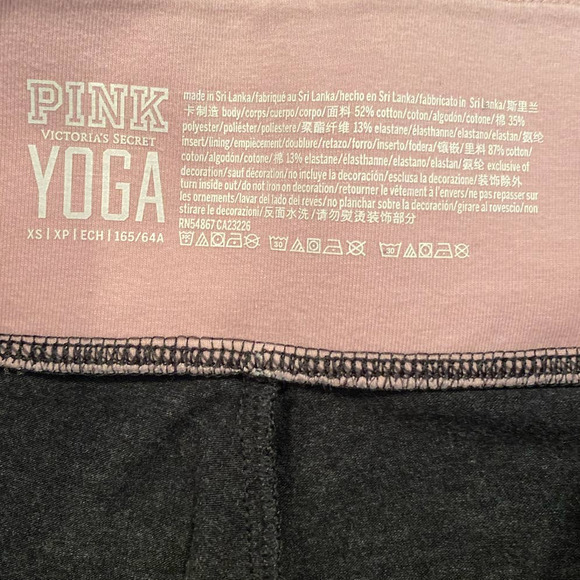 PINK
VICTORIA'S SECRET
YOGA
XS | XP | ECH | 165/64A
made in Sri Lanka/fabriqué au Sri Lanka/hecho en Sri Lanka/fabbricato in Sri Lanka/斯里兰
卡制造 body/corps/cuerpo/corpo/面料 52% cotton/coton/algodón/cotone/棉 35%
polyester/poliéster/poliestere/聚酯纤维 13% elastane/élasthanne/elastano/elastan/氨纶
insert/lining/empiècement/doublure/retazo/forro/inserto/fodera/镶嵌/里料 87% cotton/
coton/algodón/cotone/棉 13% elastane/élasthanne/elastano/elastan/氨纶 exclusive of
decoration/sauf décoration/no incluye la decoración/esclusa la decorazione/装饰除外
turn inside out/do not iron on decoration/retourner le vêtement à l'envers/ne pas repasser sur
les ornements/lavar del lado del revés/no planchar sobre la decoración/girare al rovescio/non
stirare le decorazioni/反面水洗/请勿熨烫装饰部分
RN54867 CA23226
30 30